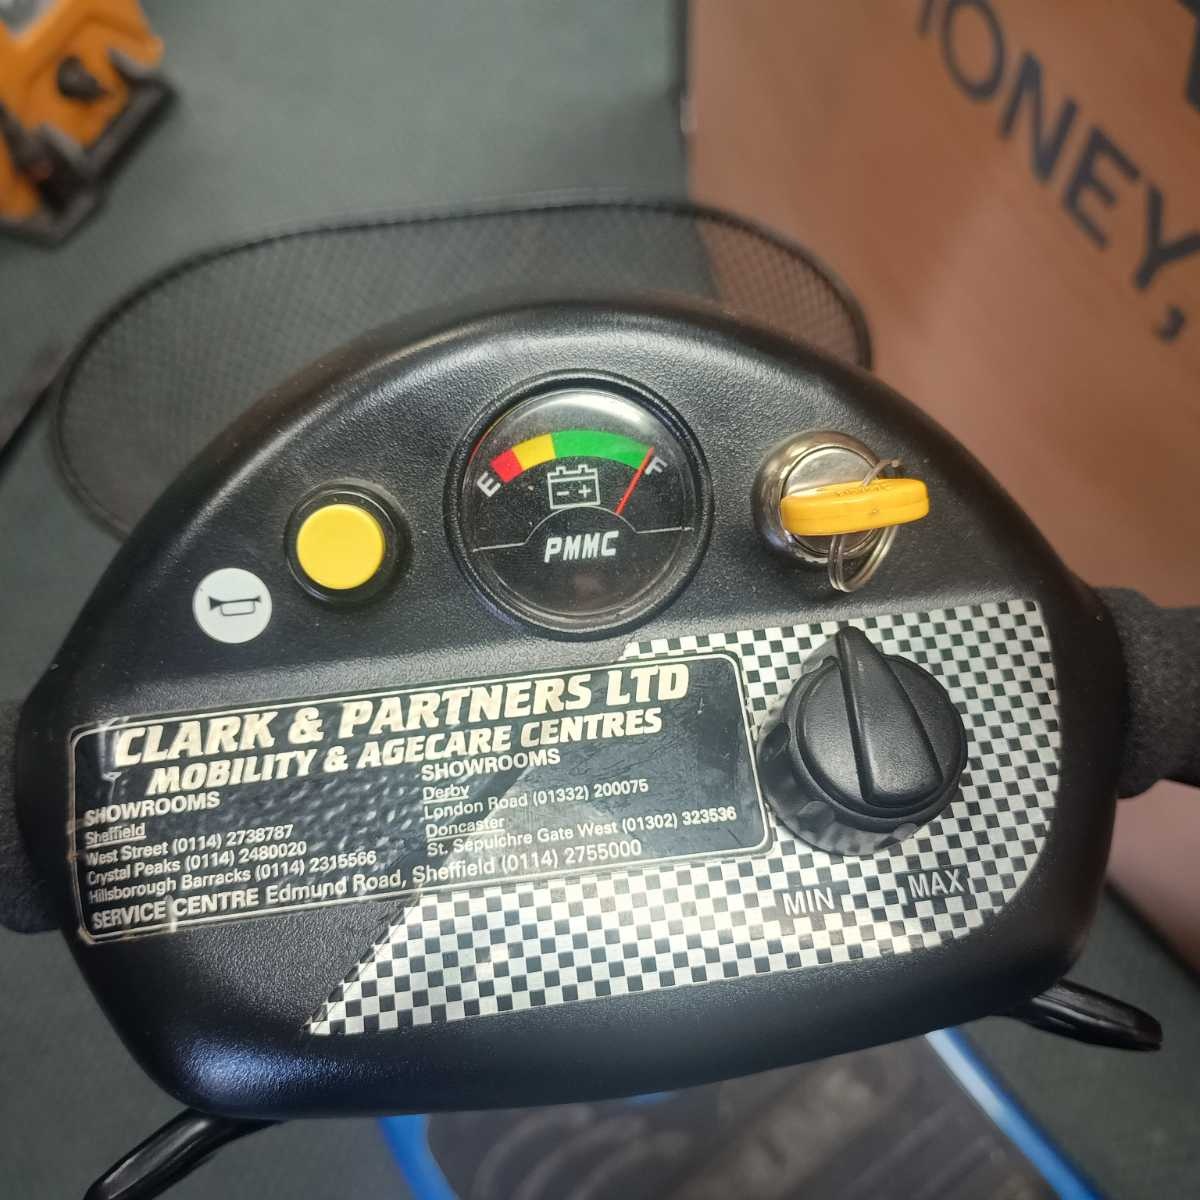 ONEY,
E
F
- +
PMMC
CLARK & PARTNERS LTD
MOBILITY & AGECARE CENTRES
SHOWROOMS
Sheffield
West Street (0114) 2738787
Crystal Peaks (0114) 2480020
Hillsborough Barracks (0114) 2315566
SHOWROOMS
Derby
London Road (01332) 200075
Doncaster
St. Sepulchre Gate West (01302) 323536
SERVICE CENTRE Edmund Road, Sheffield (0114) 2755000
MIN MAX